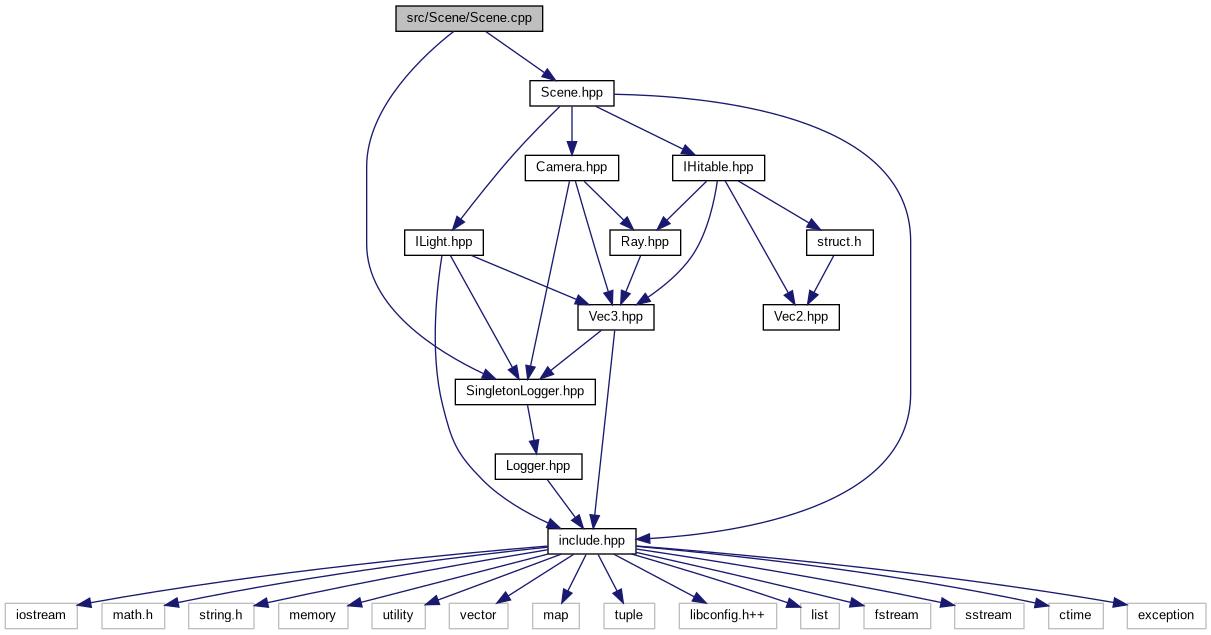 src/Scene/Scene.cpp
Scene.hpp
Camera.hpp
IHitable.hpp
ILight.hpp
Ray.hpp
struct.h
Vec3.hpp
Vec2.hpp
SingletonLogger.hpp
Logger.hpp
include.hpp
iostream
math.h
string.h
memory
utility
vector
map
tuple
libconfig.h++
list
fstream
sstream
ctime
exception